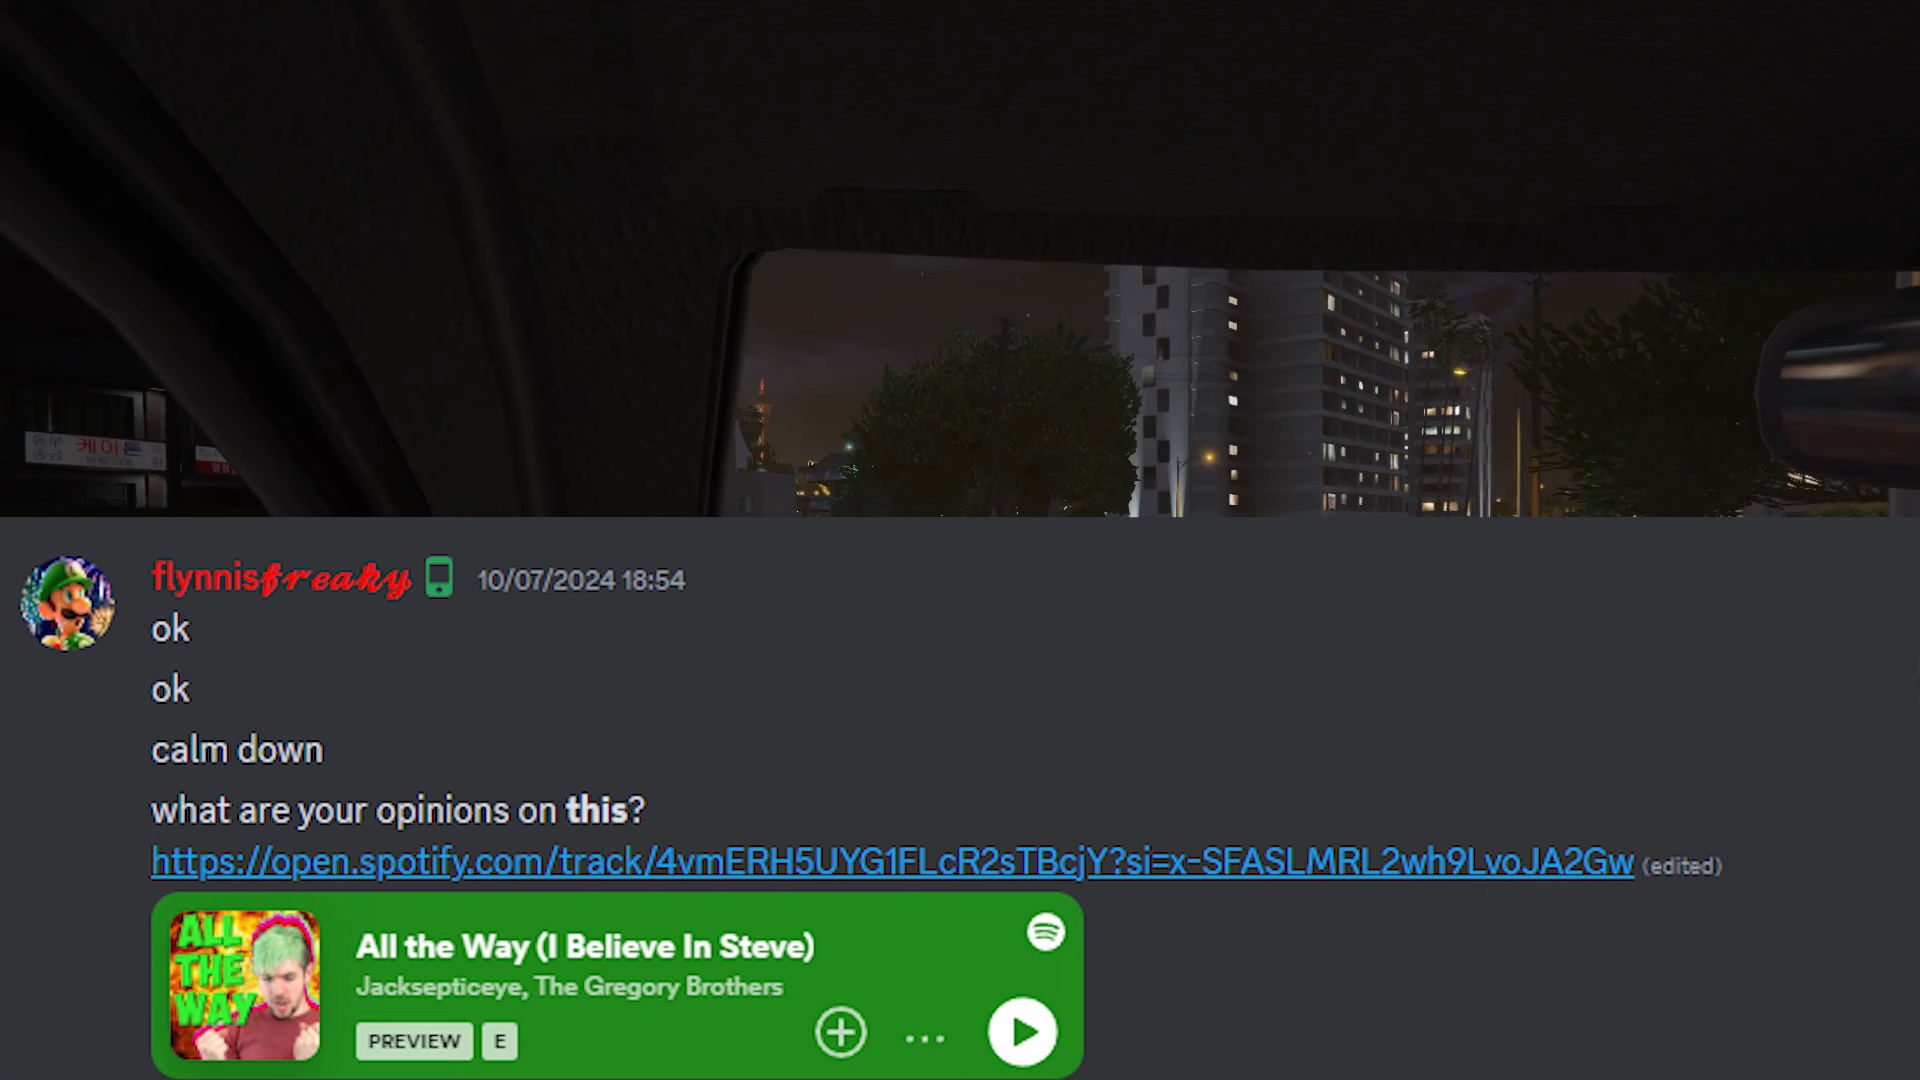 케이
flynnis𝓯𝓻𝓮𝓪𝓴𝔂 10/07/2024 18:54
ok
ok
calm down
what are your opinions on this?
https://open.spotify.com/track/4vmERH5UYG1FLcR2sTBcjY?si=x-SFASLMRL2wh9LvoJA2Gw (edited)
ALL
THE
WAY
All the Way (I Believe In Steve)
Jacksepticeye, The Gregory Brothers
PREVIEW E